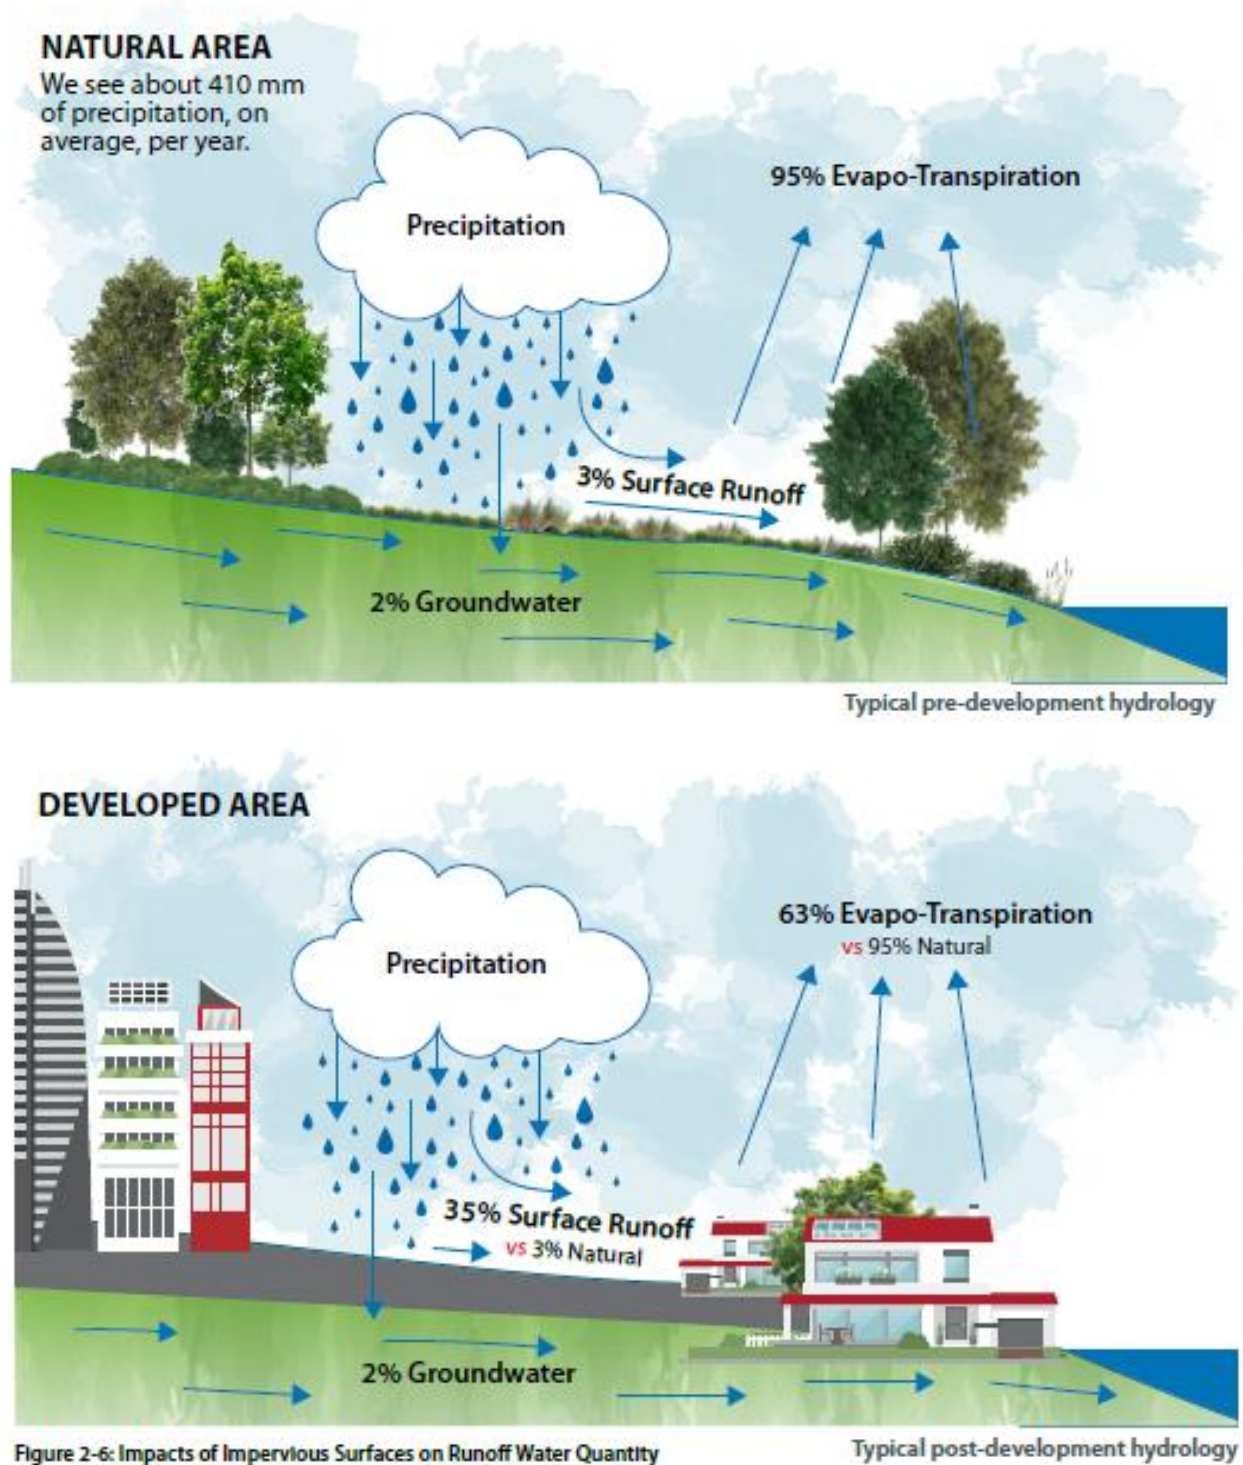 NATURAL AREA
We see about 410 mm
of precipitation, on
average, per year.
Precipitation
95% Evapo-Transpiration
3% Surface Runoff
2% Groundwater
Typical pre-development hydrology
DEVELOPED AREA
Precipitation
63% Evapo-Transpiration
vs 95% Natural
35% Surface Runoff
vs 3% Natural
2% Groundwater
Figure 2-6: Impacts of Impervious Surfaces on Runoff Water Quantity
Typical post-development hydrology